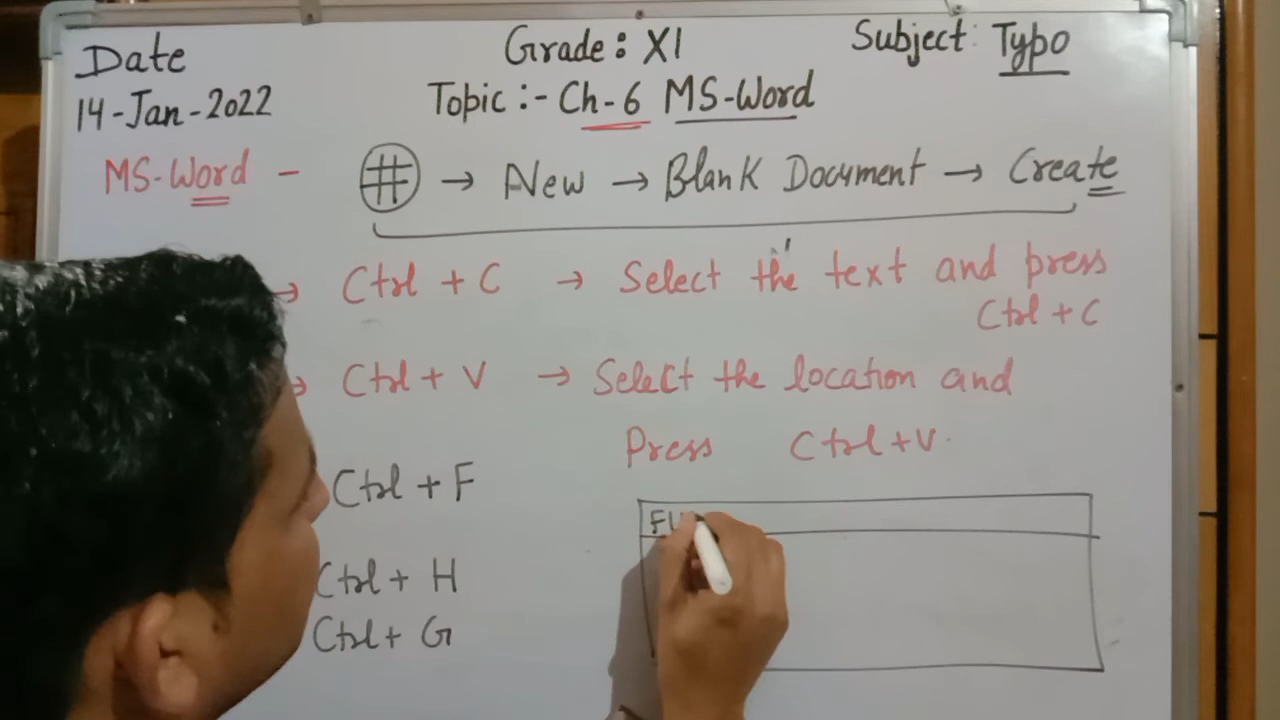 Date
14-Jan-2022
Grade: XI
Subject: Typo
Topic :- Ch-6 MS-Word
MS-Word - # → New → Blank Document → Create
→ Ctrl + C → Select the text and press
Ctrl + C
→ Ctrl + V → Select the location and
Press Ctrl+V.
Ctrl + F
Ctrl + H
Ctrl + G